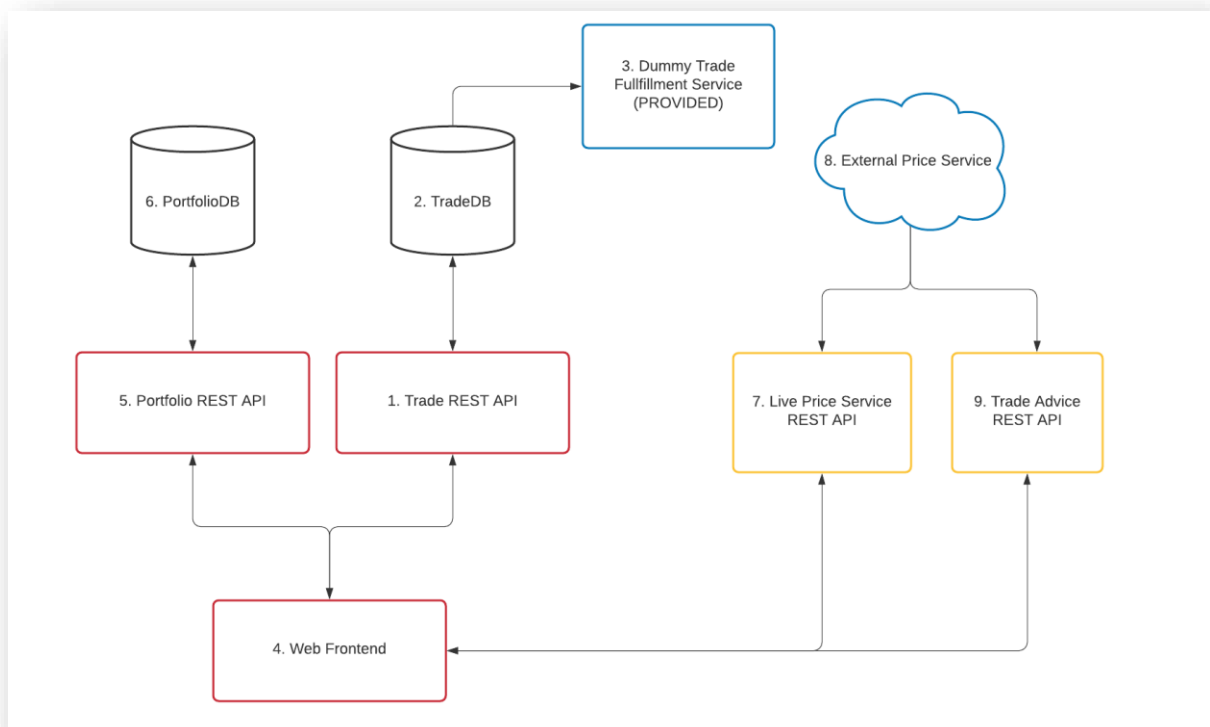 3. Dummy Trade
Fullfillment Service
(PROVIDED)
8. External Price Service
6. PortfolioDB
2. TradeDB
5. Portfolio REST API
1. Trade REST API
7. Live Price Service
REST API
9. Trade Advice
REST API
4. Web Frontend